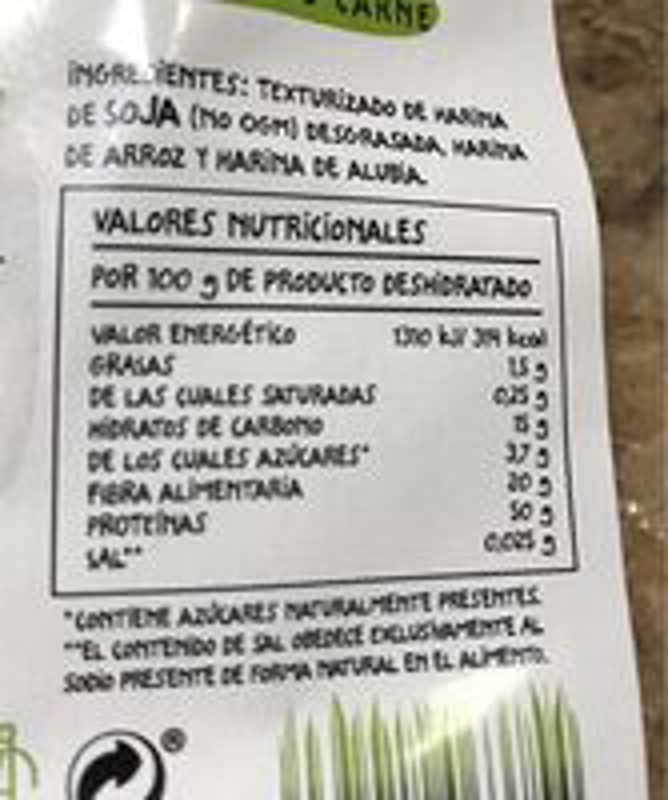 CARNE
INGREDIENTES: TEXTURIZADO DE HARINA
DE SOJA (NO OGM) DESGRASADA, HARINA
DE ARROZ Y HARINA DE ALUBIA.
VALORES NUTRICIONALES
POR 100 g DE PRODUCTO DESHIDRATADO
VALOR ENERGÉTICO 1310 kJ/ 314 kcal
GRASAS 1,5 g
DE LAS CUALES SATURADAS 0,25 g
HIDRATOS DE CARBONO 15 g
DE LOS CUALES AZÚCARES* 3,7 g
FIBRA ALIMENTARIA 20 g
PROTEÍNAS 50 g
SAL** 0,025 g
*CONTIENE AZÚCARES NATURALMENTE PRESENTES.
**EL CONTENIDO DE SAL OBEDECE EXCLUSIVAMENTE AL
SODIO PRESENTE DE FORMA NATURAL EN EL ALIMENTO.
®